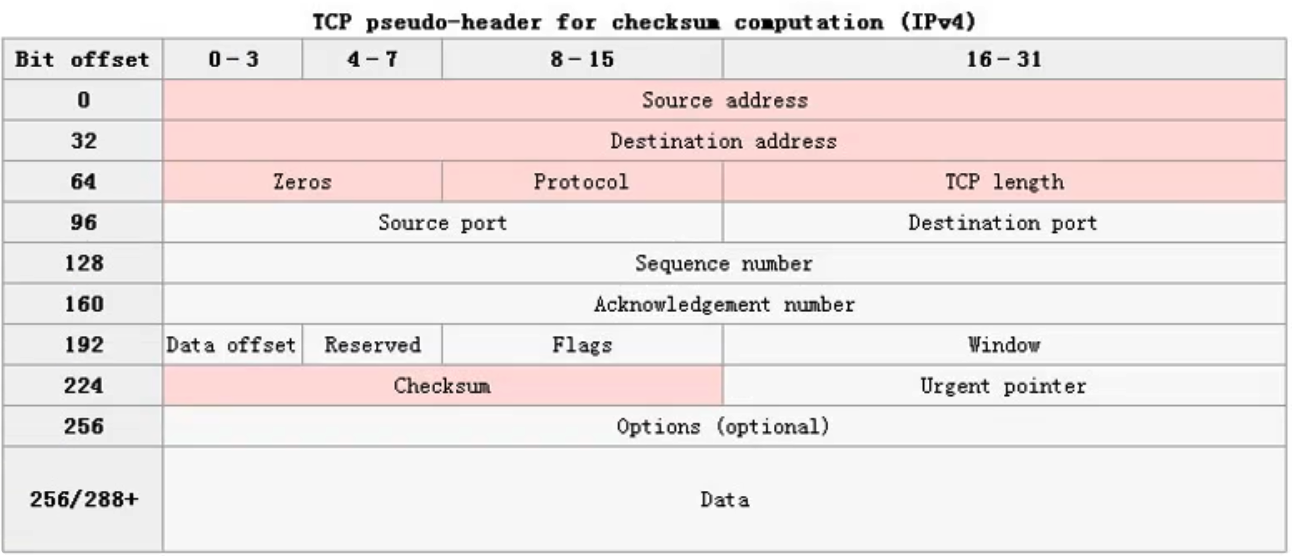 TCP pseudo-header for checksum computation (IPv4)
Bit offset 0-3 4-7 8-15 16-31
0 Source address
32 Destination address
64 Zeros Protocol TCP length
96 Source port Destination port
128 Sequence number
160 Acknowledgement number
192 Data offset Reserved Flags Window
224 Checksum Urgent pointer
256 Options (optional)
256/288+ Data